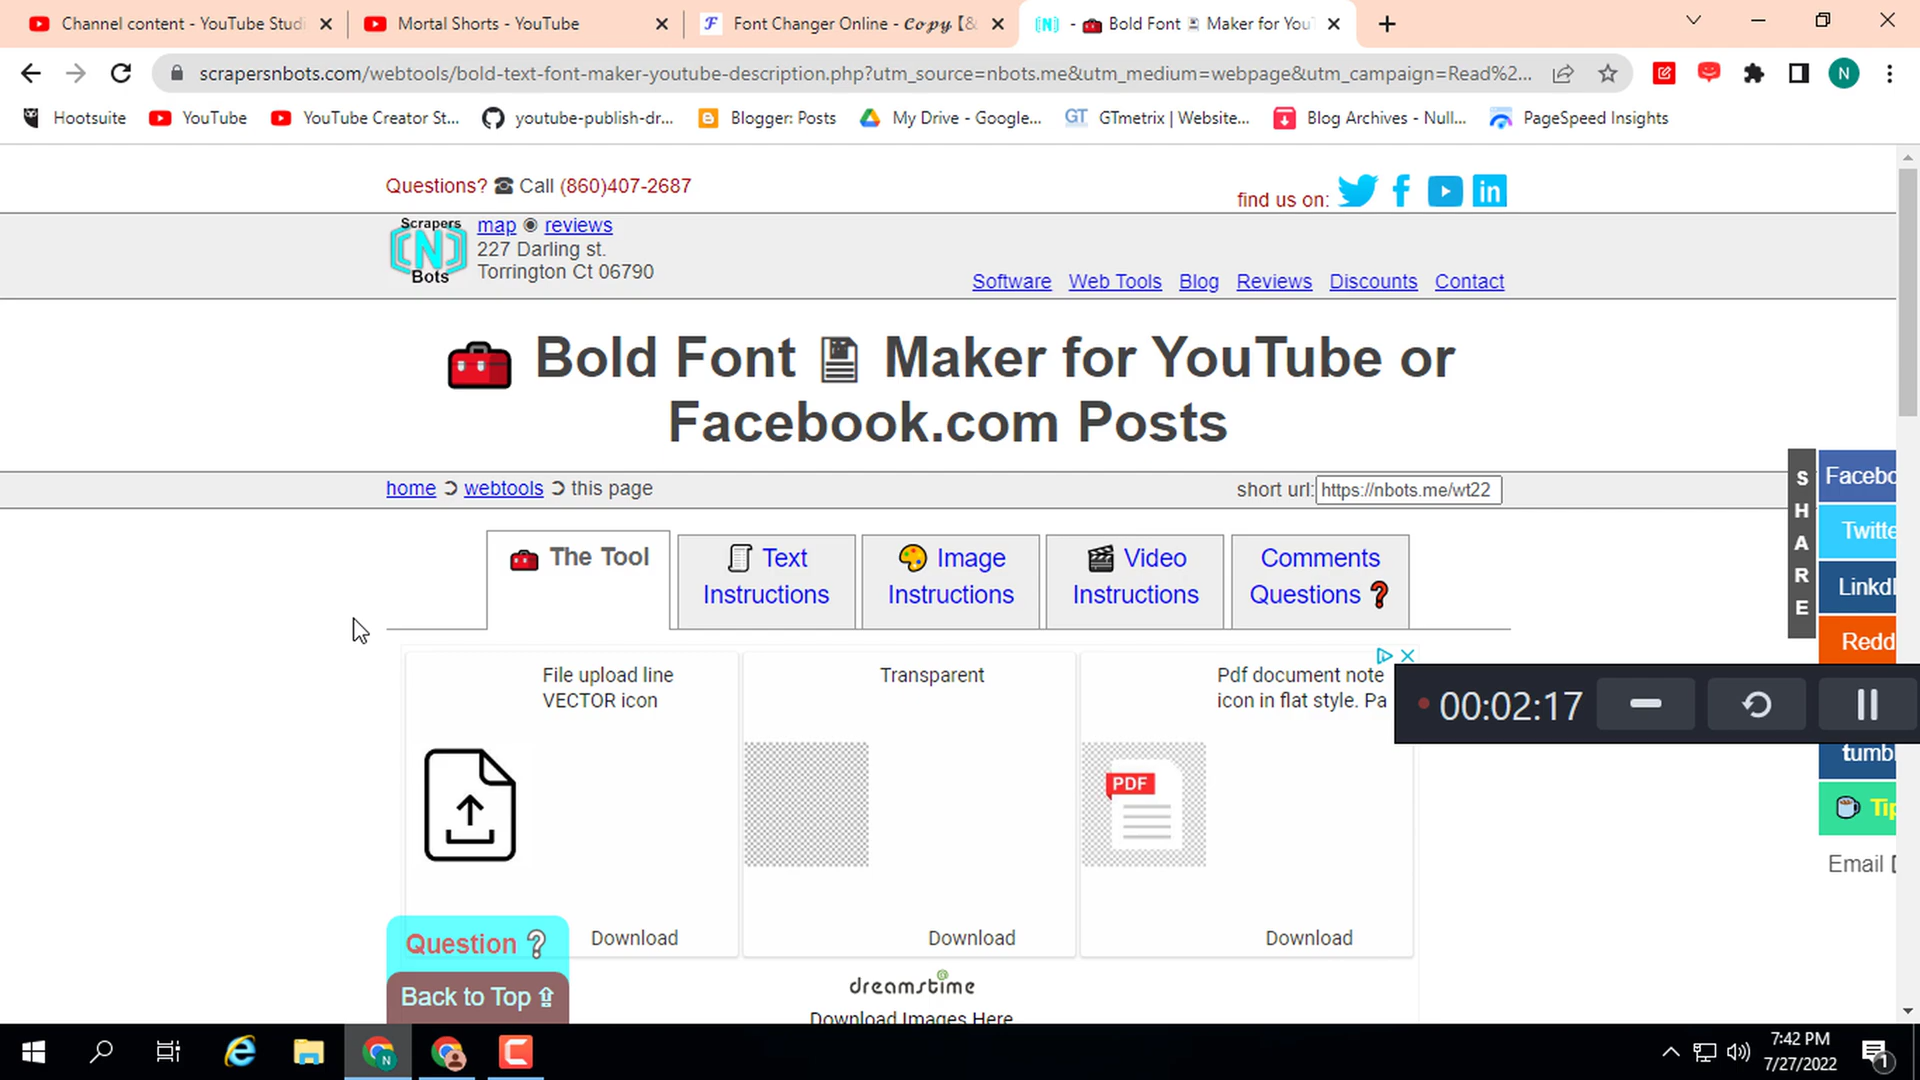 Channel content - YouTube Studi
Mortal Shorts - YouTube
Font Changer Online - 𝓒𝓸𝓹𝔂 【&
- 🧰 Bold Font 🖺 Maker for You
scrapersnbots.com/webtools/bold-text-font-maker-youtube-description.php?utm_source=nbots.me&utm_medium=webpage&utm_campaign=Read%2...
N
Hootsuite
YouTube
YouTube Creator St...
youtube-publish-dr...
Blogger: Posts
My Drive - Google...
GT GTmetrix | Website...
Blog Archives - Null...
PageSpeed Insights
Questions? ☎ Call (860)407-2687
find us on:
Scrapers
[N]
Bots
map ◉ reviews
227 Darling st.
Torrington Ct 06790
Software Web Tools Blog Reviews Discounts Contact
🧰 Bold Font 🖺 Maker for YouTube or
Facebook.com Posts
home ➲ webtools ➲ this page
short url: https://nbots.me/wt22
🧰 The Tool
Text
Instructions
Image
Instructions
Video
Instructions
Comments
Questions ❓
SHARE
Facebo
Twitte
LinkdI
Redd
tumbl
Tip
Email
File upload line
VECTOR icon
Transparent
Pdf document note
icon in flat style. Pa
PDF
00:02:17
Download
Download
Download
Question ❔
Back to Top ⇪
dreamstime
Download Images Here
7:42 PM
7/27/2022
1